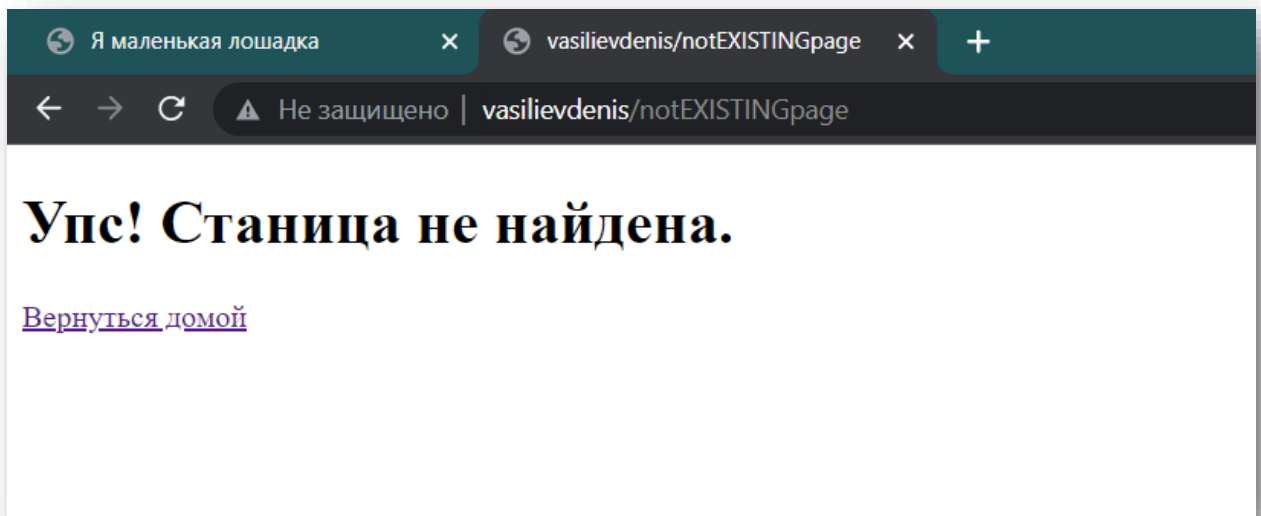 Я маленькая лошадка vasilievdenis/notEXISTINGpage
Не защищено vasilievdenis/notEXISTINGpage
Упс! Станица не найдена.
Вернуться домой